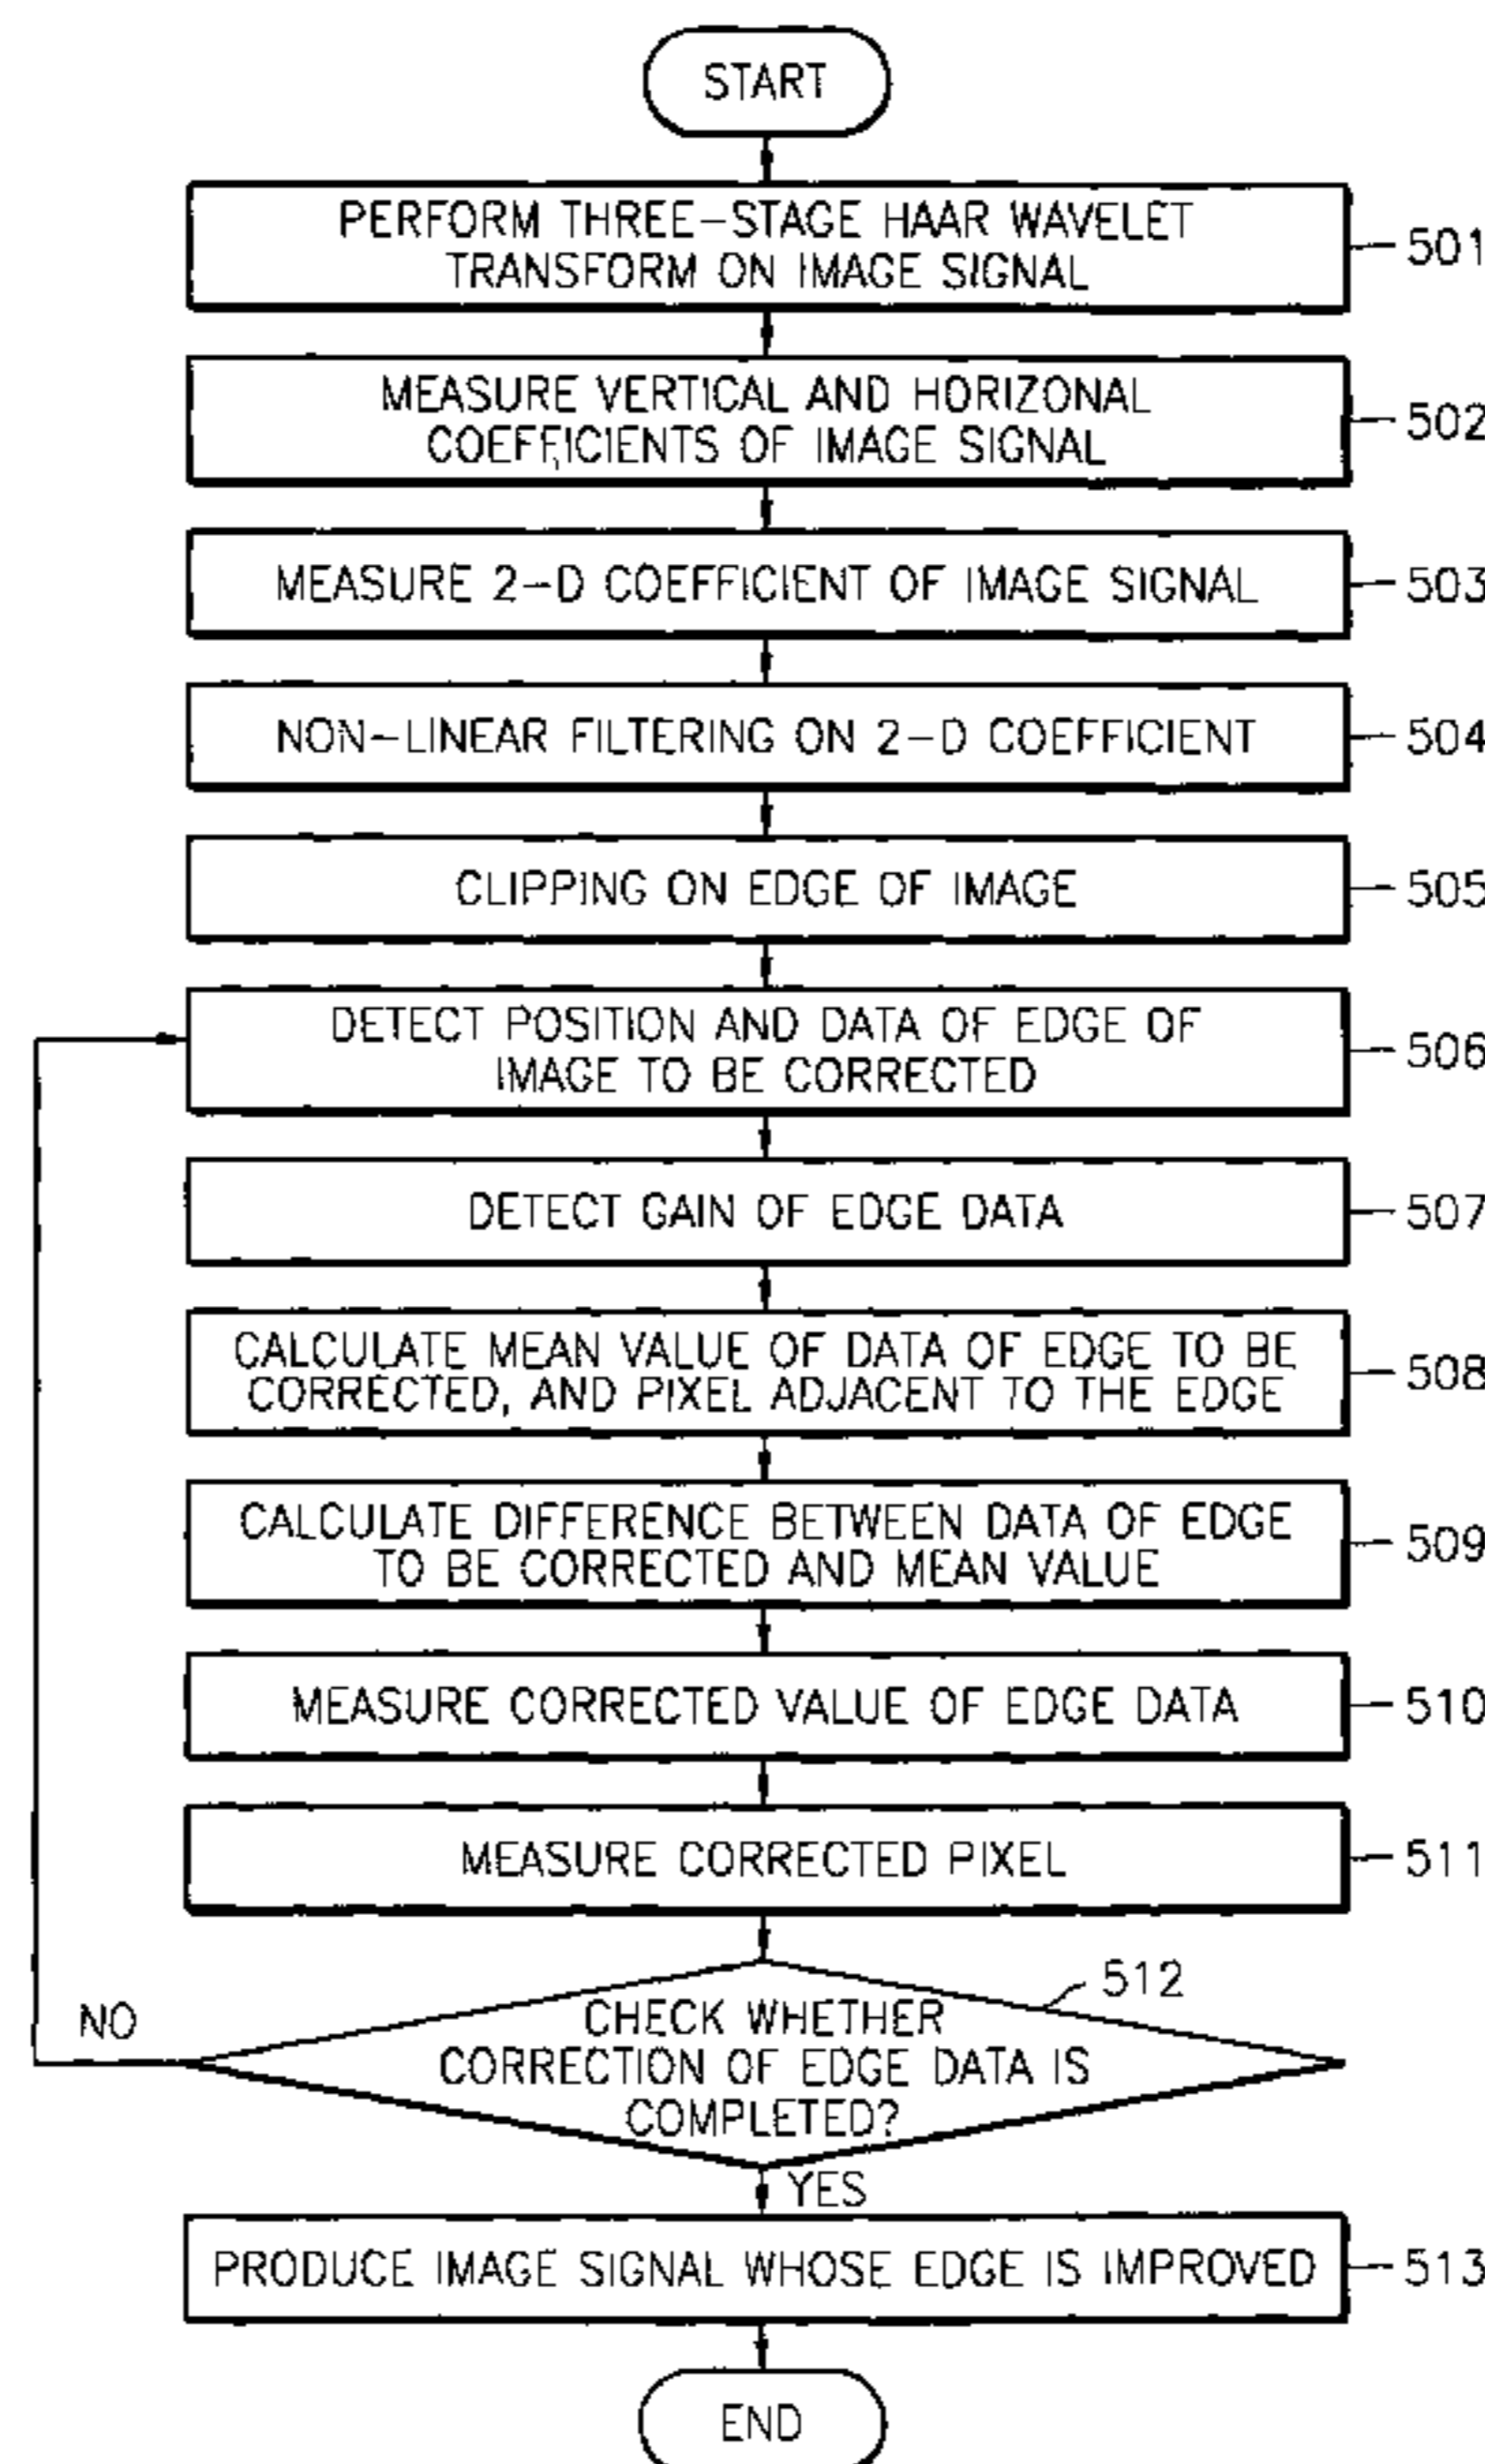 START
PERFORM THREE-STAGE HAAR WAVELET
TRANSFORM ON IMAGE SIGNAL
501
MEASURE VERTICAL AND HORIZONAL
COEFFICIENTS OF IMAGE SIGNAL
502
MEASURE 2-D COEFFICIENT OF IMAGE SIGNAL
503
NON-LINEAR FILTERING ON 2-D COEFFICIENT
504
CLIPPING ON EDGE OF IMAGE
505
DETECT POSITION AND DATA OF EDGE OF
IMAGE TO BE CORRECTED
506
DETECT GAIN OF EDGE DATA
507
CALCULATE MEAN VALUE OF DATA OF EDGE TO BE
CORRECTED, AND PIXEL ADJACENT TO THE EDGE
508
CALCULATE DIFFERENCE BETWEEN DATA OF EDGE
TO BE CORRECTED AND MEAN VALUE
509
MEASURE CORRECTED VALUE OF EDGE DATA
510
MEASURE CORRECTED PIXEL
511
512
NO
CHECK WHETHER
CORRECTION OF EDGE DATA IS
COMPLETED?
YES
PRODUCE IMAGE SIGNAL WHOSE EDGE IS IMPROVED
513
END